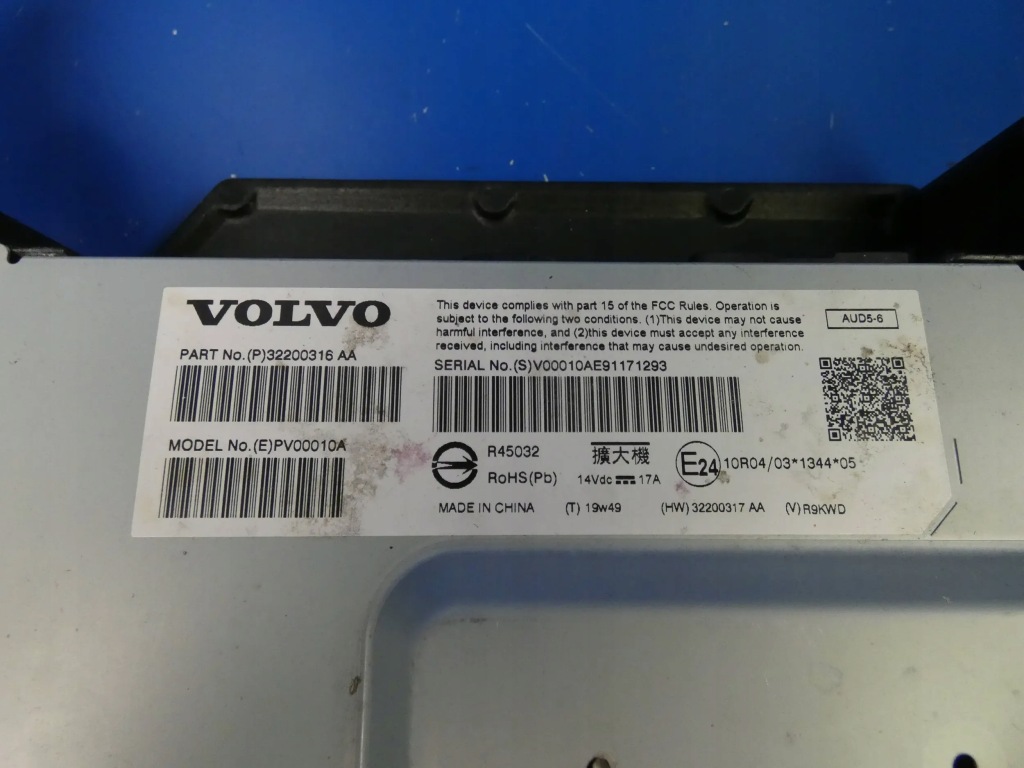 VOLVO
This device complies with part 15 of the FCC Rules. Operation is
subject to the following two conditions. (1)This device may not cause
harmful interference, and (2)this device must accept any interference
received, including interference that may cause undesired operation.
AUD5-6
PART No.(P)32200316 AA
SERIAL No.(S)V00010AE91171293
MODEL No.(E)PV00010A
R45032
RoHS(Pb)
擴大機
14Vdc 17A
E24
10R04/03*1344*05
MADE IN CHINA (T) 19w49 (HW) 32200317 AA (V) R9KWD